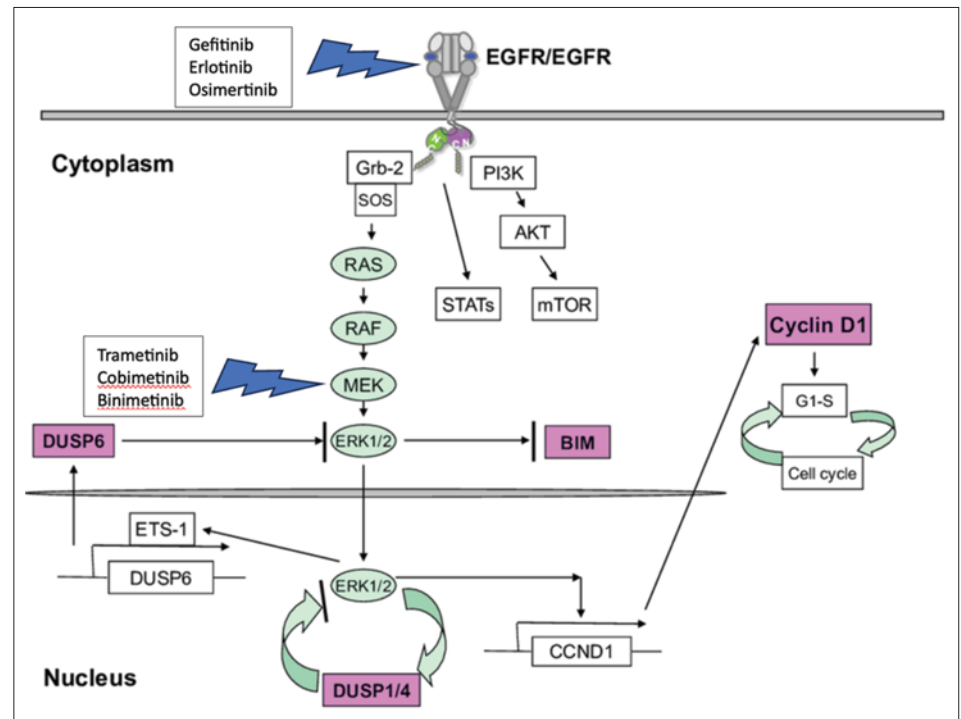 Gefitinib
Erlotinib
Osimertinib
EGFR/EGFR
N
C N
Cytoplasm
Grb-2
SOS
PI3K
AKT
RAS
STATs
mTOR
RAF
Cyclin D1
Trametinib
Cobimetinib
Binimetinib
MEK
G1-S
DUSP6
ERK1/2
BIM
Cell cycle
ETS-1
DUSP6
ERK1/2
CCND1
Nucleus
DUSP1/4